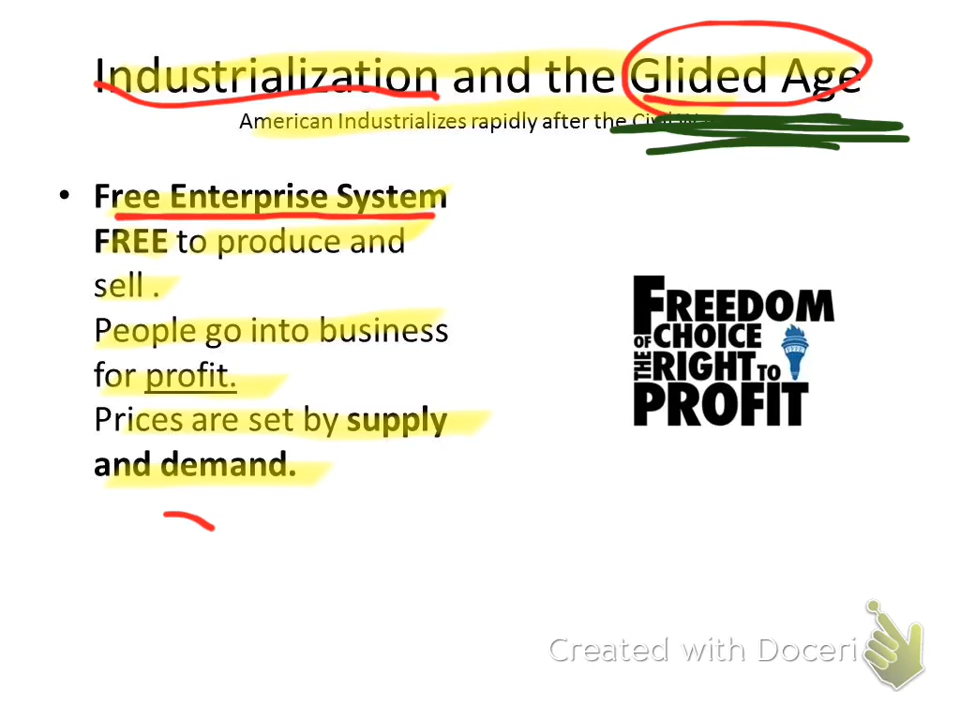 Industrialization and the Glided Age
American Industrializes rapidly after the Civil
• Free Enterprise System
FREE to produce and
sell .
People go into business
for profit.
Prices are set by supply
and demand.
FREEDOM
OF CHOICE
THE RIGHT TO
PROFIT
Created with Doceri